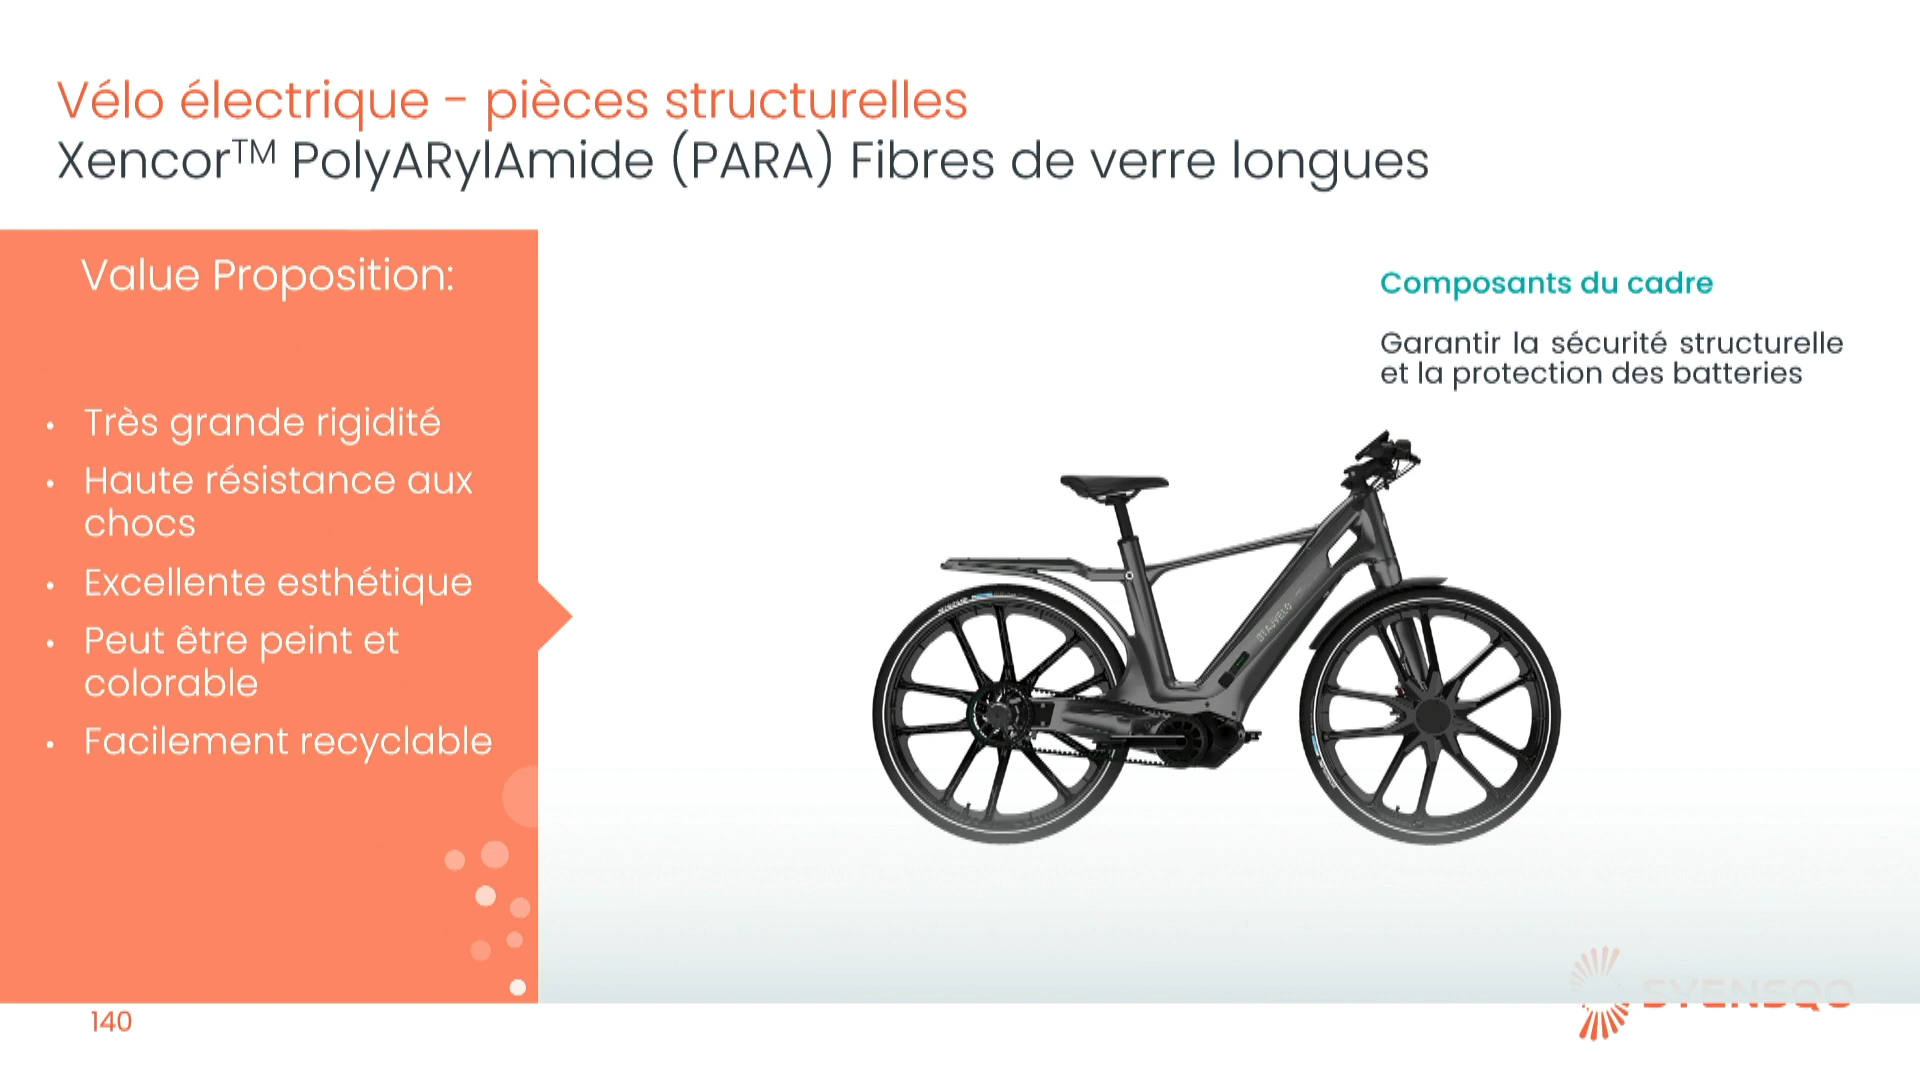 Vélo électrique - pièces structurelles
Xencor™ PolyARylAmide (PARA) Fibres de verre longues
Value Proposition:
• Très grande rigidité
• Haute résistance aux
chocs
• Excellente esthétique
• Peut être peint et
colorable
• Facilement recyclable
Composants du cadre
Garantir la sécurité structurelle
et la protection des batteries
140
SYENSQO